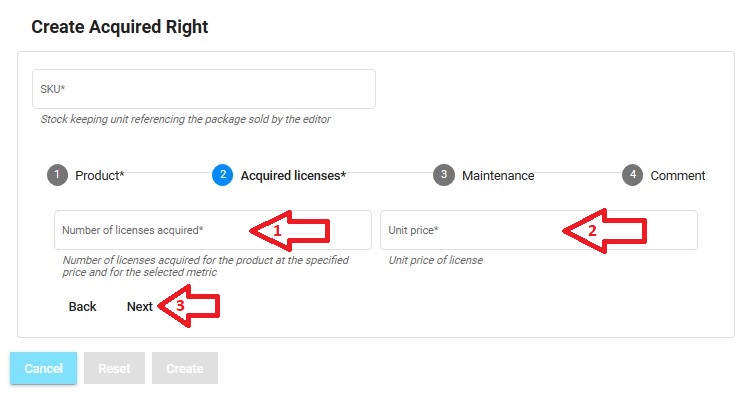 Create Acquired Right
SKU*
Stock keeping unit referencing the package sold by the editor
1 Product* 2 Acquired licenses* 3 Maintenance 4 Comment
Number of licenses acquired* 1 Unit price* 2
Number of licenses acquired for the product at the specified
price and for the selected metric
Unit price of license
Back Next 3
Cancel Reset Create